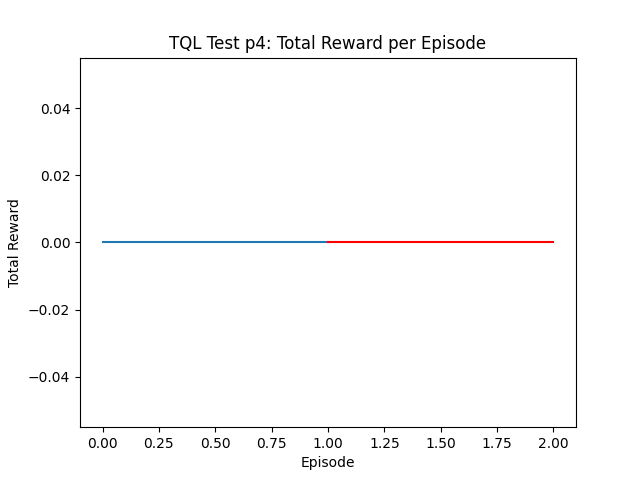 TQL Test p4: Total Reward per Episode
Total Reward
0.04
0.02
0.00
−0.02
−0.04
0.00 0.25 0.50 0.75 1.00 1.25 1.50 1.75 2.00
Episode